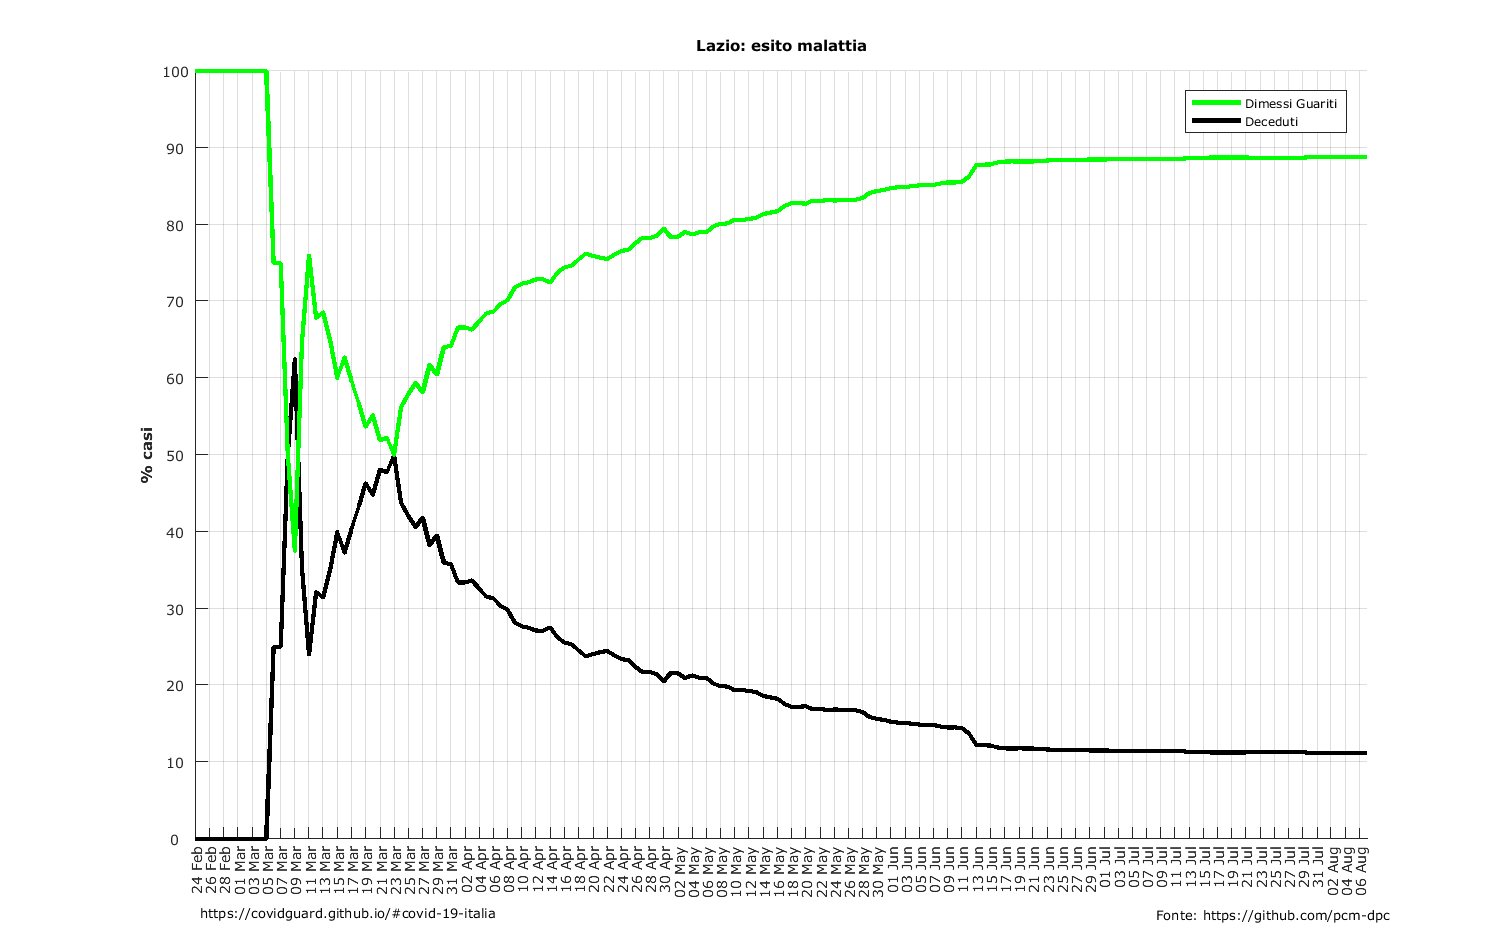 Lazio: esito malattia
Dimessi Guariti
Deceduti
% casi
100
90
80
70
60
50
40
30
20
10
0
24 Feb
26 Feb
28 Feb
01 Mar
03 Mar
05 Mar
07 Mar
09 Mar
11 Mar
13 Mar
15 Mar
17 Mar
19 Mar
21 Mar
23 Mar
25 Mar
27 Mar
29 Mar
31 Mar
02 Apr
04 Apr
06 Apr
08 Apr
10 Apr
12 Apr
14 Apr
16 Apr
18 Apr
20 Apr
22 Apr
24 Apr
26 Apr
28 Apr
30 Apr
02 May
04 May
06 May
08 May
10 May
12 May
14 May
16 May
18 May
20 May
22 May
24 May
26 May
28 May
30 May
01 Jun
03 Jun
05 Jun
07 Jun
09 Jun
11 Jun
13 Jun
15 Jun
17 Jun
19 Jun
21 Jun
23 Jun
25 Jun
27 Jun
29 Jun
01 Jul
03 Jul
05 Jul
07 Jul
09 Jul
11 Jul
13 Jul
15 Jul
17 Jul
19 Jul
21 Jul
23 Jul
25 Jul
27 Jul
29 Jul
31 Jul
02 Aug
04 Aug
06 Aug
https://covidguard.github.io/#covid-19-italia
Fonte: https://github.com/pcm-dpc